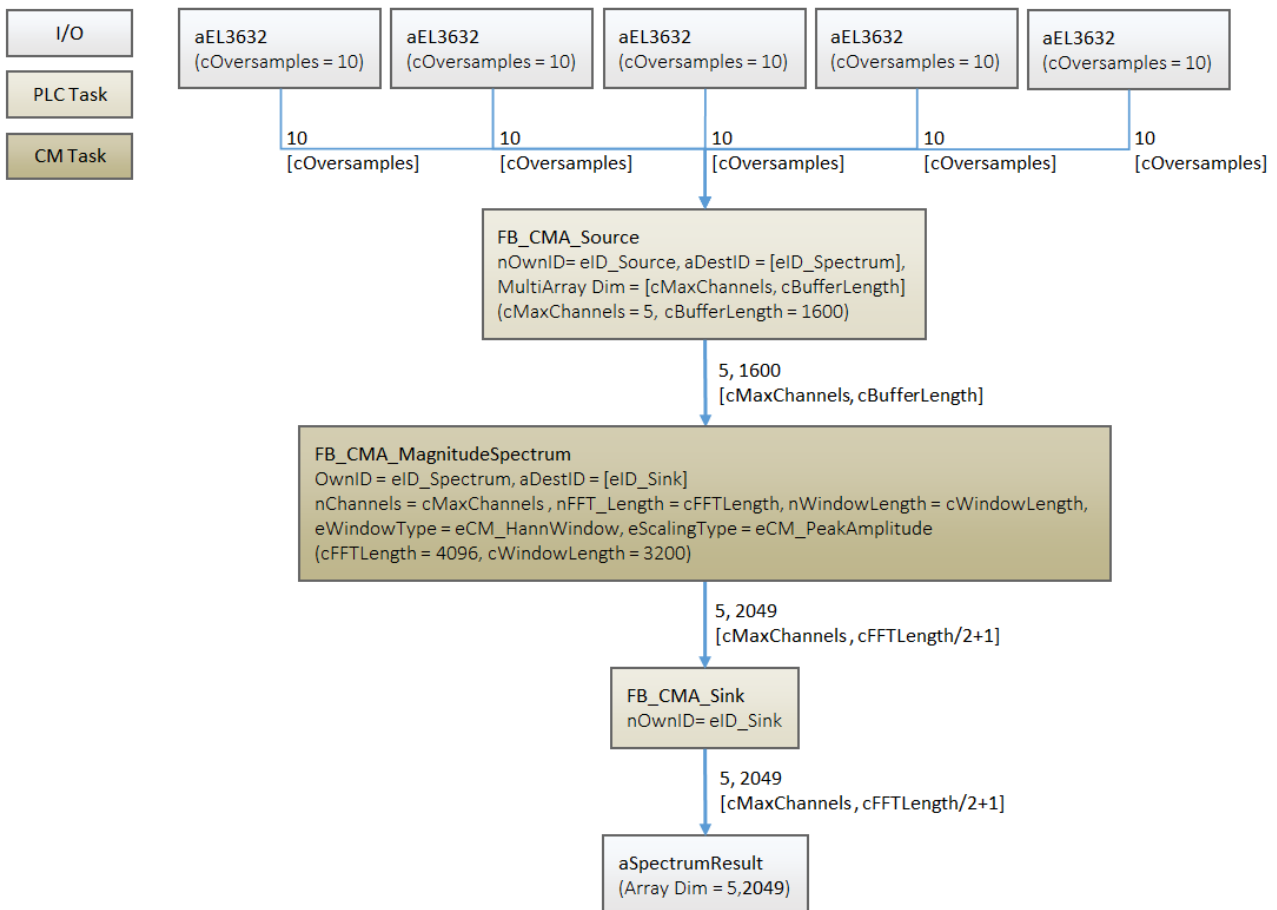 I/O
PLC Task
CM Task
aEL3632
(cOversamples = 10)
aEL3632
(cOversamples = 10)
aEL3632
(cOversamples = 10)
aEL3632
(cOversamples = 10)
aEL3632
(cOversamples = 10)
10
[cOversamples]
10
[cOversamples]
10
[cOversamples]
10
[cOversamples]
10
[cOversamples]
FB_CMA_Source
nOwnID= eID_Source, aDestID = [eID_Spectrum],
MultiArray Dim = [cMaxChannels, cBufferLength]
(cMaxChannels = 5, cBufferLength = 1600)
5, 1600
[cMaxChannels, cBufferLength]
FB_CMA_MagnitudeSpectrum
OwnID = eID_Spectrum, aDestID = [eID_Sink]
nChannels = cMaxChannels , nFFT_Length = cFFTLength, nWindowLength = cWindowLength,
eWindowType = eCM_HannWindow, eScalingType = eCM_PeakAmplitude
(cFFTLength = 4096, cWindowLength = 3200)
5, 2049
[cMaxChannels , cFFTLength/2+1]
FB_CMA_Sink
nOwnID= eID_Sink
5, 2049
[cMaxChannels , cFFTLength/2+1]
aSpectrumResult
(Array Dim = 5,2049)